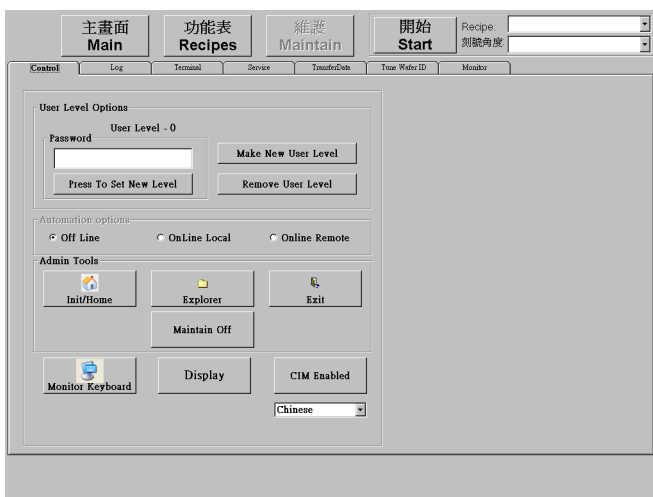 主畫面
Main
功能表
Recipes
維護
Maintain
開始
Start
Recipe:
刻號角度
Control
Log
Terminal
Service
TransferData
Tune Wafer ID
Monitor
User Level Options
User Level - 0
Password
Make New User Level
Press To Set New Level
Remove User Level
Automation options
Off Line
OnLine Local
Online Remote
Admin Tools
Init/Home
Explorer
Exit
Maintain Off
Monitor Keyboard
Display
CIM Enabled
Chinese